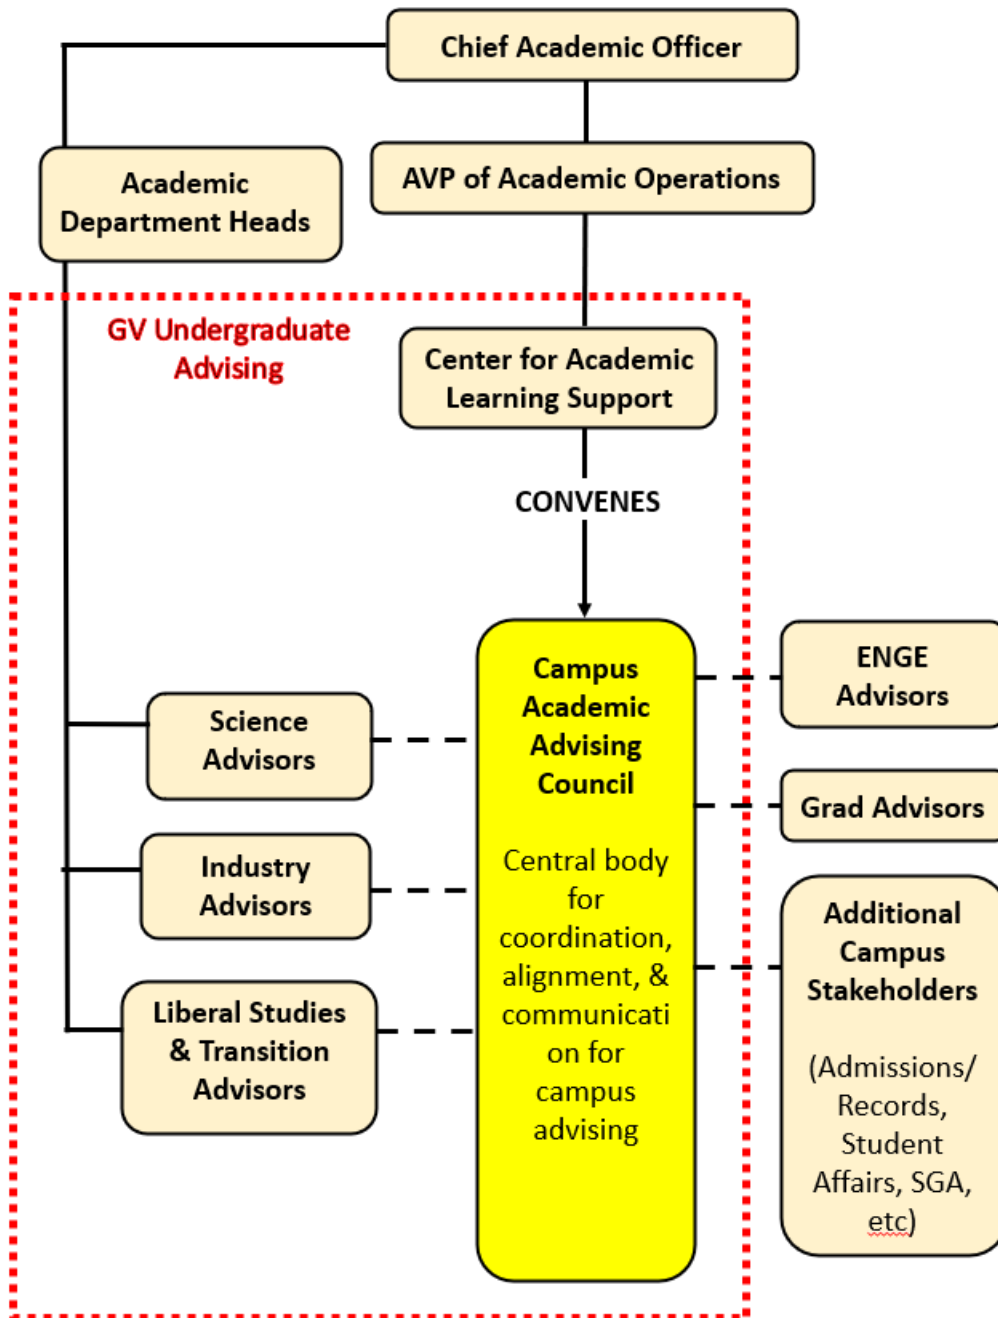 Chief Academic Officer
Academic
Department Heads
AVP of Academic Operations
GV Undergraduate
Advising
Center for Academic
Learning Support
CONVENES
Campus
Academic
Advising
Council
Central body
for
coordination,
alignment, &
communicati
on for
campus
advising
Science
Advisors
Industry
Advisors
Liberal Studies
& Transition
Advisors
ENGE
Advisors
Grad Advisors
Additional
Campus
Stakeholders
(Admissions/
Records,
Student
Affairs, SGA,
etc)